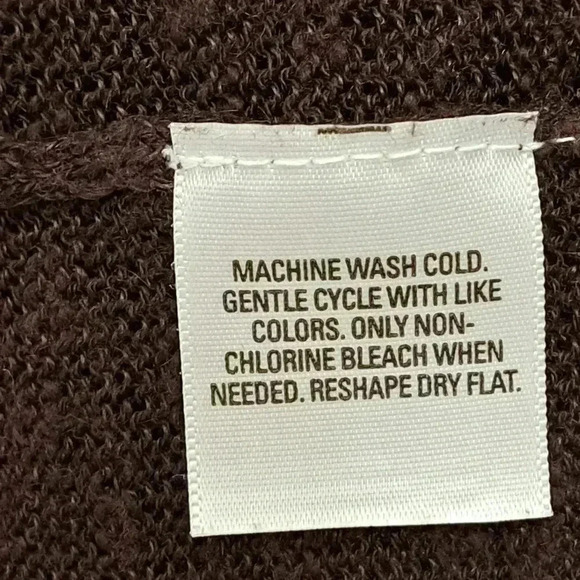 MACHINE WASH COLD.
GENTLE CYCLE WITH LIKE
COLORS. ONLY NON-
CHLORINE BLEACH WHEN
NEEDED. RESHAPE DRY FLAT.